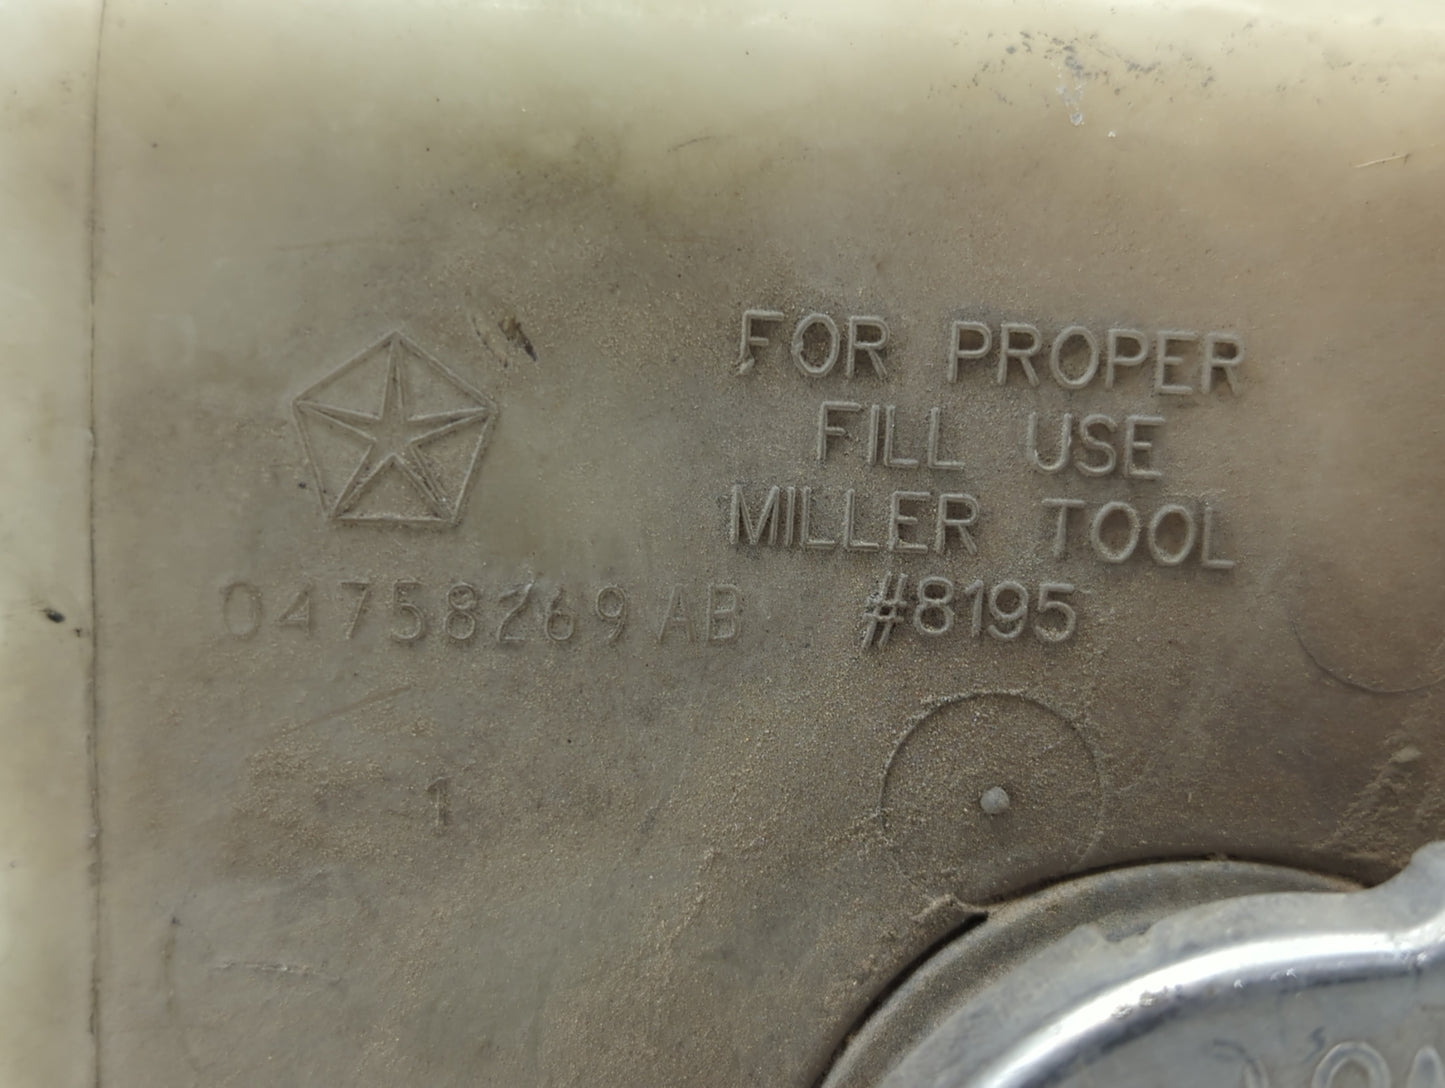 FOR PROPER
FILL USE
MILLER TOOL
#8195
04758269AB
1